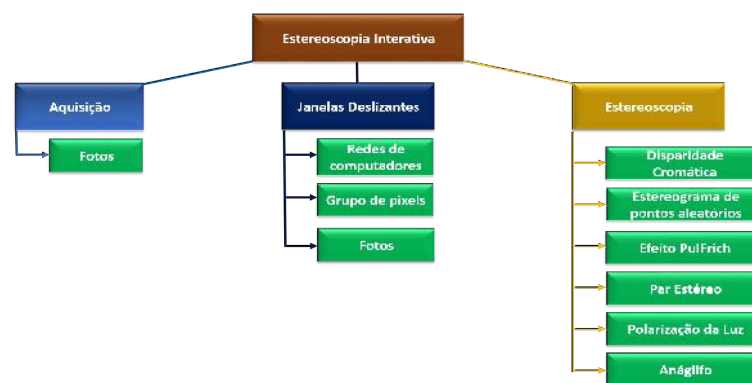 Estereoscopia Interativa
Aquisição
Fotos
Janelas Deslizantes
Redes de
computadores
Grupo de pixels
Fotos
Estereoscopia
Disparidade
Cromática
Estereograma de
pontos aleatórios
Efeito PulFrich
Par Estéreo
Polarização da Luz
Anáglifo